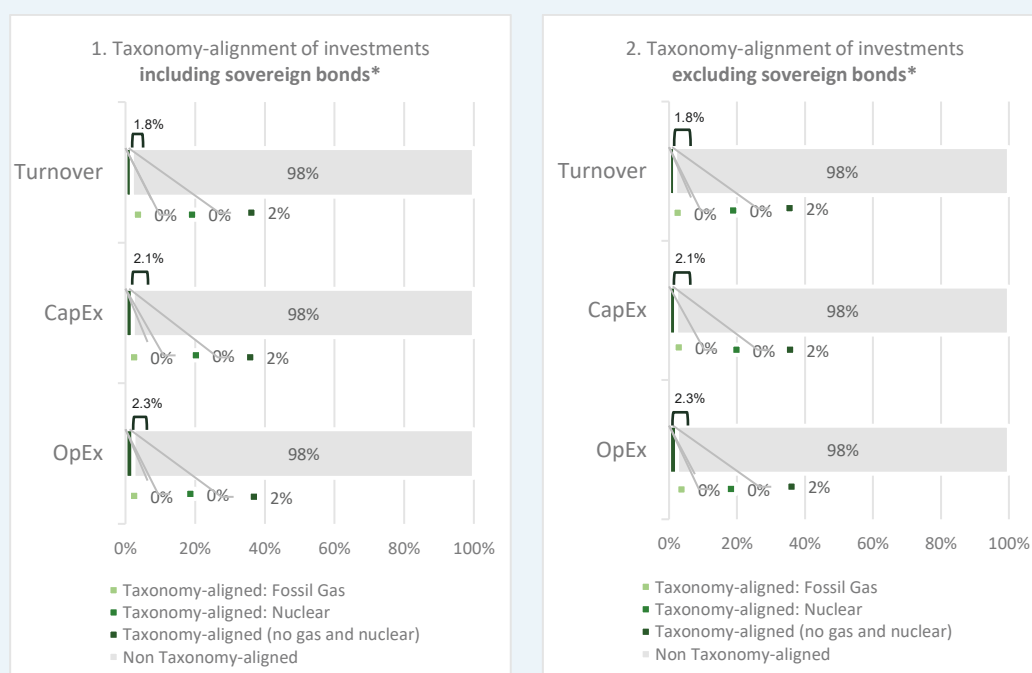 1. Taxonomy-alignment of investments
including sovereign bonds*
1.8%
Turnover
98%
0%
0%
2%
2.1%
CapEx
98%
0%
0%
2%
2.3%
OpEx
98%
0%
0%
2%
0%
20%
40%
60%
80%
100%
Taxonomy-aligned: Fossil Gas
Taxonomy-aligned: Nuclear
Taxonomy-aligned (no gas and nuclear)
Non Taxonomy-aligned
2. Taxonomy-alignment of investments
excluding sovereign bonds*
1.8%
Turnover
98%
0%
0%
2%
2.1%
CapEx
98%
0%
0%
2%
2.3%
OpEx
98%
0%
0%
2%
0%
20%
40%
60%
80%
100%
Taxonomy-aligned: Fossil Gas
Taxonomy-aligned: Nuclear
Taxonomy-aligned (no gas and nuclear)
Non Taxonomy-aligned